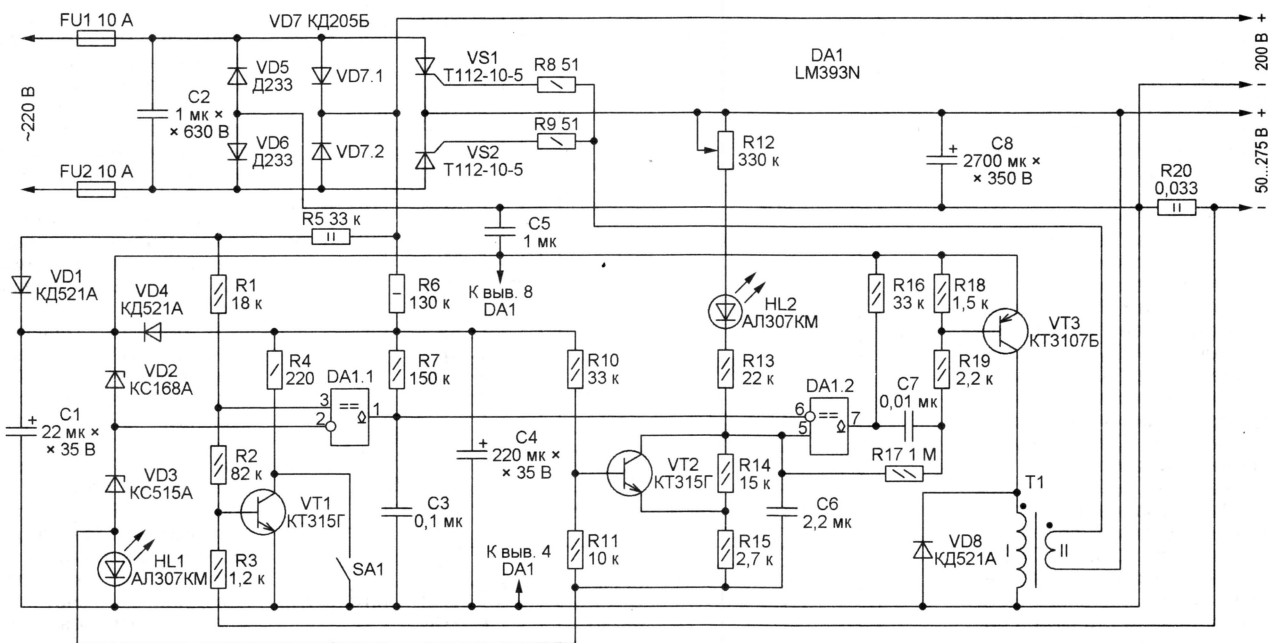 FU1 10 А
VD7 КД205Б
~220 В
C2
1 мк ×
× 630 В
VD5
Д233
VD6
Д233
VD7.1
VD7.2
VS1
Т112-10-5
VS2
Т112-10-5
R8 51
R9 51
DA1
LM393N
R12
330 к
C8
2700 мк ×
× 350 В
R20
0,033
+
200 В
−
+
50...275 В
−
FU2 10 А
R5 33 к
C5
1 мк
К выв. 8
DA1
VD1
КД521А
VD4
КД521А
R1
18 к
R6
130 к
HL2
АЛ307КМ
R16
33 к
R18
1,5 к
VT3
КТ3107Б
VD2
КС168А
R4
220
R7
150 к
R10
33 к
R13
22 к
R19
2,2 к
C7
0,01 мк
DA1.1
3
2
==
1
DA1.2
6
5
==
7
+
C1
22 мк ×
× 35 В
R2
82 к
+
C4
220 мк ×
× 35 В
R17 1 М
VD3
КС515А
VT1
КТ315Г
VT2
КТ315Г
R14
15 к
T1
C3
0,1 мк
C6
2,2 мк
HL1
АЛ307КМ
R3
1,2 к
SA1
К выв. 4
DA1
R11
10 к
R15
2,7 к
VD8
КД521А
I
II